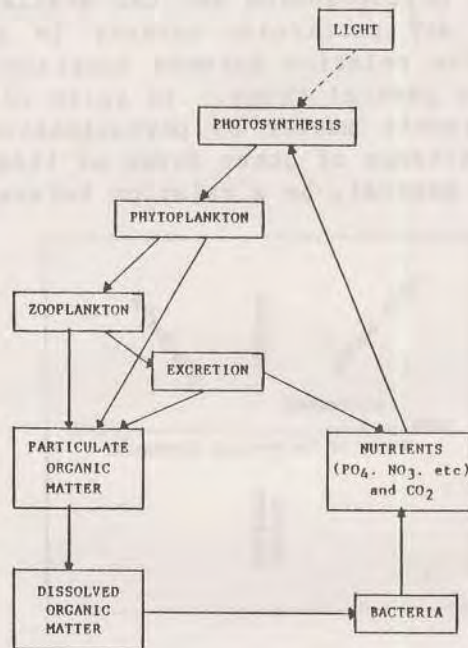 LIGHT
PHOTOSYNTHESIS
PHYTOPLANKTON
ZOOPLANKTON
EXCRETION
PARTICULATE
ORGANIC
MATTER
NUTRIENTS
(PO₄. NO₃. etc)
and CO₂
DISSOLVED
ORGANIC
MATTER
BACTERIA